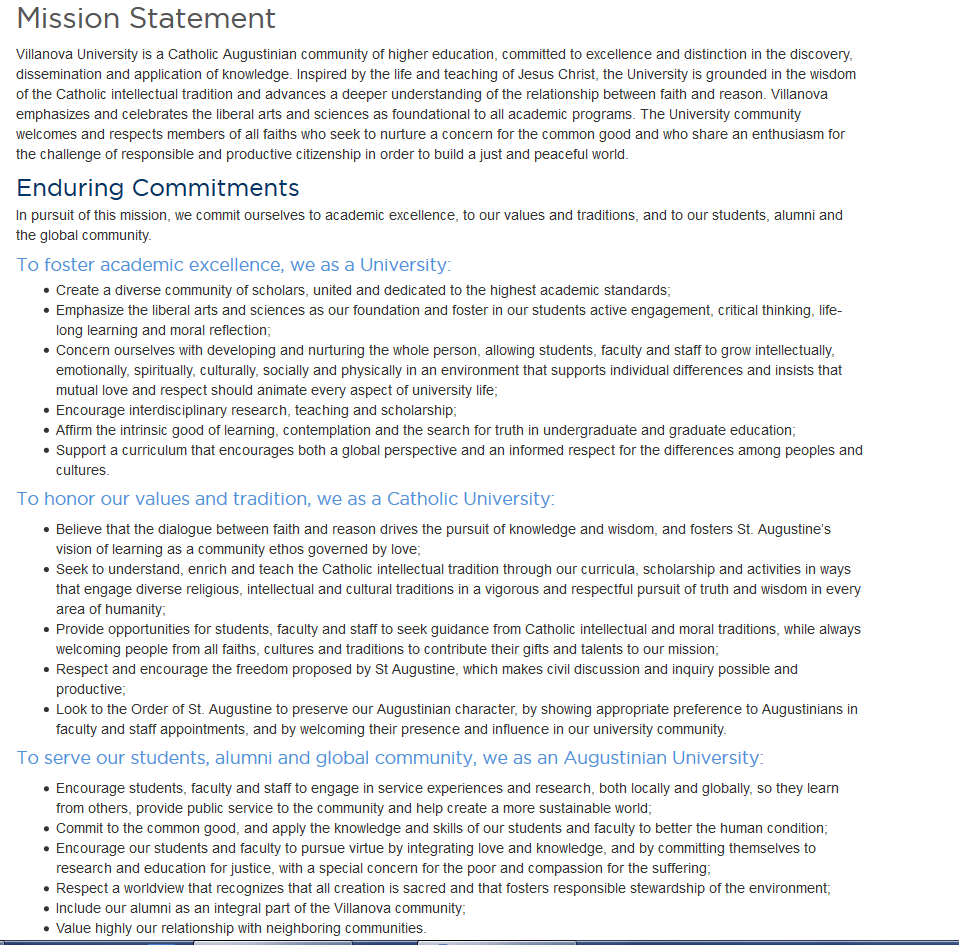 Mission Statement
Villanova University is a Catholic Augustinian community of higher education, committed to excellence and distinction in the discovery,
dissemination and application of knowledge. Inspired by the life and teaching of Jesus Christ, the University is grounded in the wisdom
of the Catholic intellectual tradition and advances a deeper understanding of the relationship between faith and reason. Villanova
emphasizes and celebrates the liberal arts and sciences as foundational to all academic programs. The University community
welcomes and respects members of all faiths who seek to nurture a concern for the common good and who share an enthusiasm for
the challenge of responsible and productive citizenship in order to build a just and peaceful world.
Enduring Commitments
In pursuit of this mission, we commit ourselves to academic excellence, to our values and traditions, and to our students, alumni and
the global community.
To foster academic excellence, we as a University:
• Create a diverse community of scholars, united and dedicated to the highest academic standards;
• Emphasize the liberal arts and sciences as our foundation and foster in our students active engagement, critical thinking, life-
long learning and moral reflection;
• Concern ourselves with developing and nurturing the whole person, allowing students, faculty and staff to grow intellectually,
emotionally, spiritually, culturally, socially and physically in an environment that supports individual differences and insists that
mutual love and respect should animate every aspect of university life;
• Encourage interdisciplinary research, teaching and scholarship;
• Affirm the intrinsic good of learning, contemplation and the search for truth in undergraduate and graduate education;
• Support a curriculum that encourages both a global perspective and an informed respect for the differences among peoples and
cultures.
To honor our values and tradition, we as a Catholic University:
• Believe that the dialogue between faith and reason drives the pursuit of knowledge and wisdom, and fosters St. Augustine's
vision of learning as a community ethos governed by love;
• Seek to understand, enrich and teach the Catholic intellectual tradition through our curricula, scholarship and activities in ways
that engage diverse religious, intellectual and cultural traditions in a vigorous and respectful pursuit of truth and wisdom in every
area of humanity;
• Provide opportunities for students, faculty and staff to seek guidance from Catholic intellectual and moral traditions, while always
welcoming people from all faiths, cultures and traditions to contribute their gifts and talents to our mission;
• Respect and encourage the freedom proposed by St Augustine, which makes civil discussion and inquiry possible and
productive;
• Look to the Order of St. Augustine to preserve our Augustinian character, by showing appropriate preference to Augustinians in
faculty and staff appointments, and by welcoming their presence and influence in our university community.
To serve our students, alumni and global community, we as an Augustinian University:
• Encourage students, faculty and staff to engage in service experiences and research, both locally and globally, so they learn
from others, provide public service to the community and help create a more sustainable world;
• Commit to the common good, and apply the knowledge and skills of our students and faculty to better the human condition;
• Encourage our students and faculty to pursue virtue by integrating love and knowledge, and by committing themselves to
research and education for justice, with a special concern for the poor and compassion for the suffering;
• Respect a worldview that recognizes that all creation is sacred and that fosters responsible stewardship of the environment;
• Include our alumni as an integral part of the Villanova community;
• Value highly our relationship with neighboring communities.